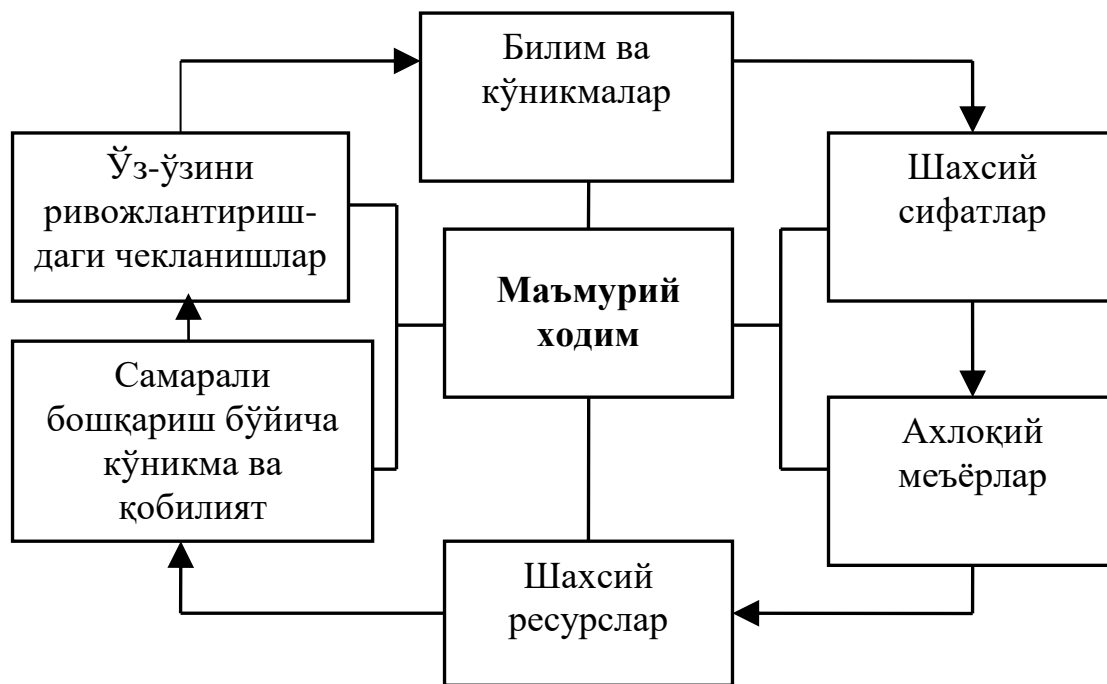 Билим ва
кўникмалар
Ўз-ўзини
ривожлантириш-
даги чекланишлар
Шахсий
сифатлар
Маъмурий
ходим
Самарали
бошқариш бўйича
кўникма ва
қобилият
Ахлоқий
меъёрлар
Шахсий
ресурслар